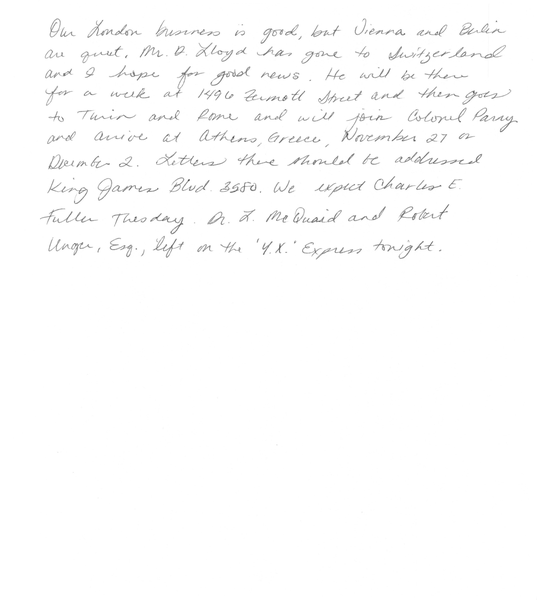 Our London business is good, but Vienna and Berlin
are quiet. Mr. D. Lloyd has gone to Switzerland
and I hope for good news. He will be there
for a week at 1496 Zermott Street and then goes
to Turin and Rome and will join Colonel Parry
and arrive at Athens, Greece, November 27 or
December 2. Letters there should be addressed
King James Blvd. 3580. We expect Charles E.
Fuller Tuesday. Dr. L. McQuaid and Robert
Unger, Esq., left on the 'Y.X.' Express tonight.